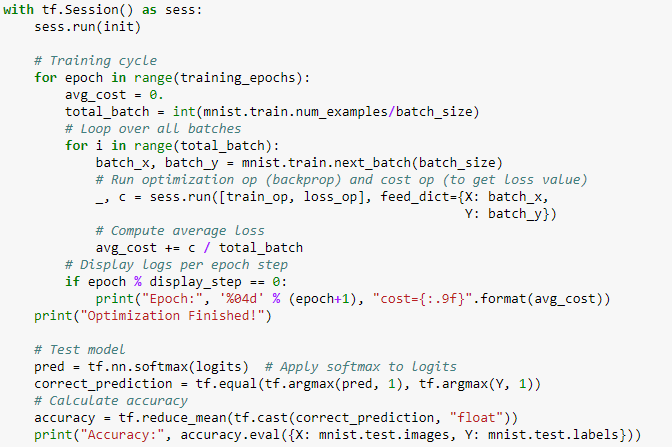 with tf.Session() as sess:
    sess.run(init)

    # Training cycle
    for epoch in range(training_epochs):
        avg_cost = 0.
        total_batch = int(mnist.train.num_examples/batch_size)
        # Loop over all batches
        for i in range(total_batch):
            batch_x, batch_y = mnist.train.next_batch(batch_size)
            # Run optimization op (backprop) and cost op (to get loss value)
            _, c = sess.run([train_op, loss_op], feed_dict={X: batch_x,
                                                            Y: batch_y})
            # Compute average loss
            avg_cost += c / total_batch
        # Display logs per epoch step
        if epoch % display_step == 0:
            print("Epoch:", '%04d' % (epoch+1), "cost={:.9f}".format(avg_cost))
    print("Optimization Finished!")

    # Test model
    pred = tf.nn.softmax(logits)  # Apply softmax to logits
    correct_prediction = tf.equal(tf.argmax(pred, 1), tf.argmax(Y, 1))
    # Calculate accuracy
    accuracy = tf.reduce_mean(tf.cast(correct_prediction, "float"))
    print("Accuracy:", accuracy.eval({X: mnist.test.images, Y: mnist.test.labels}))